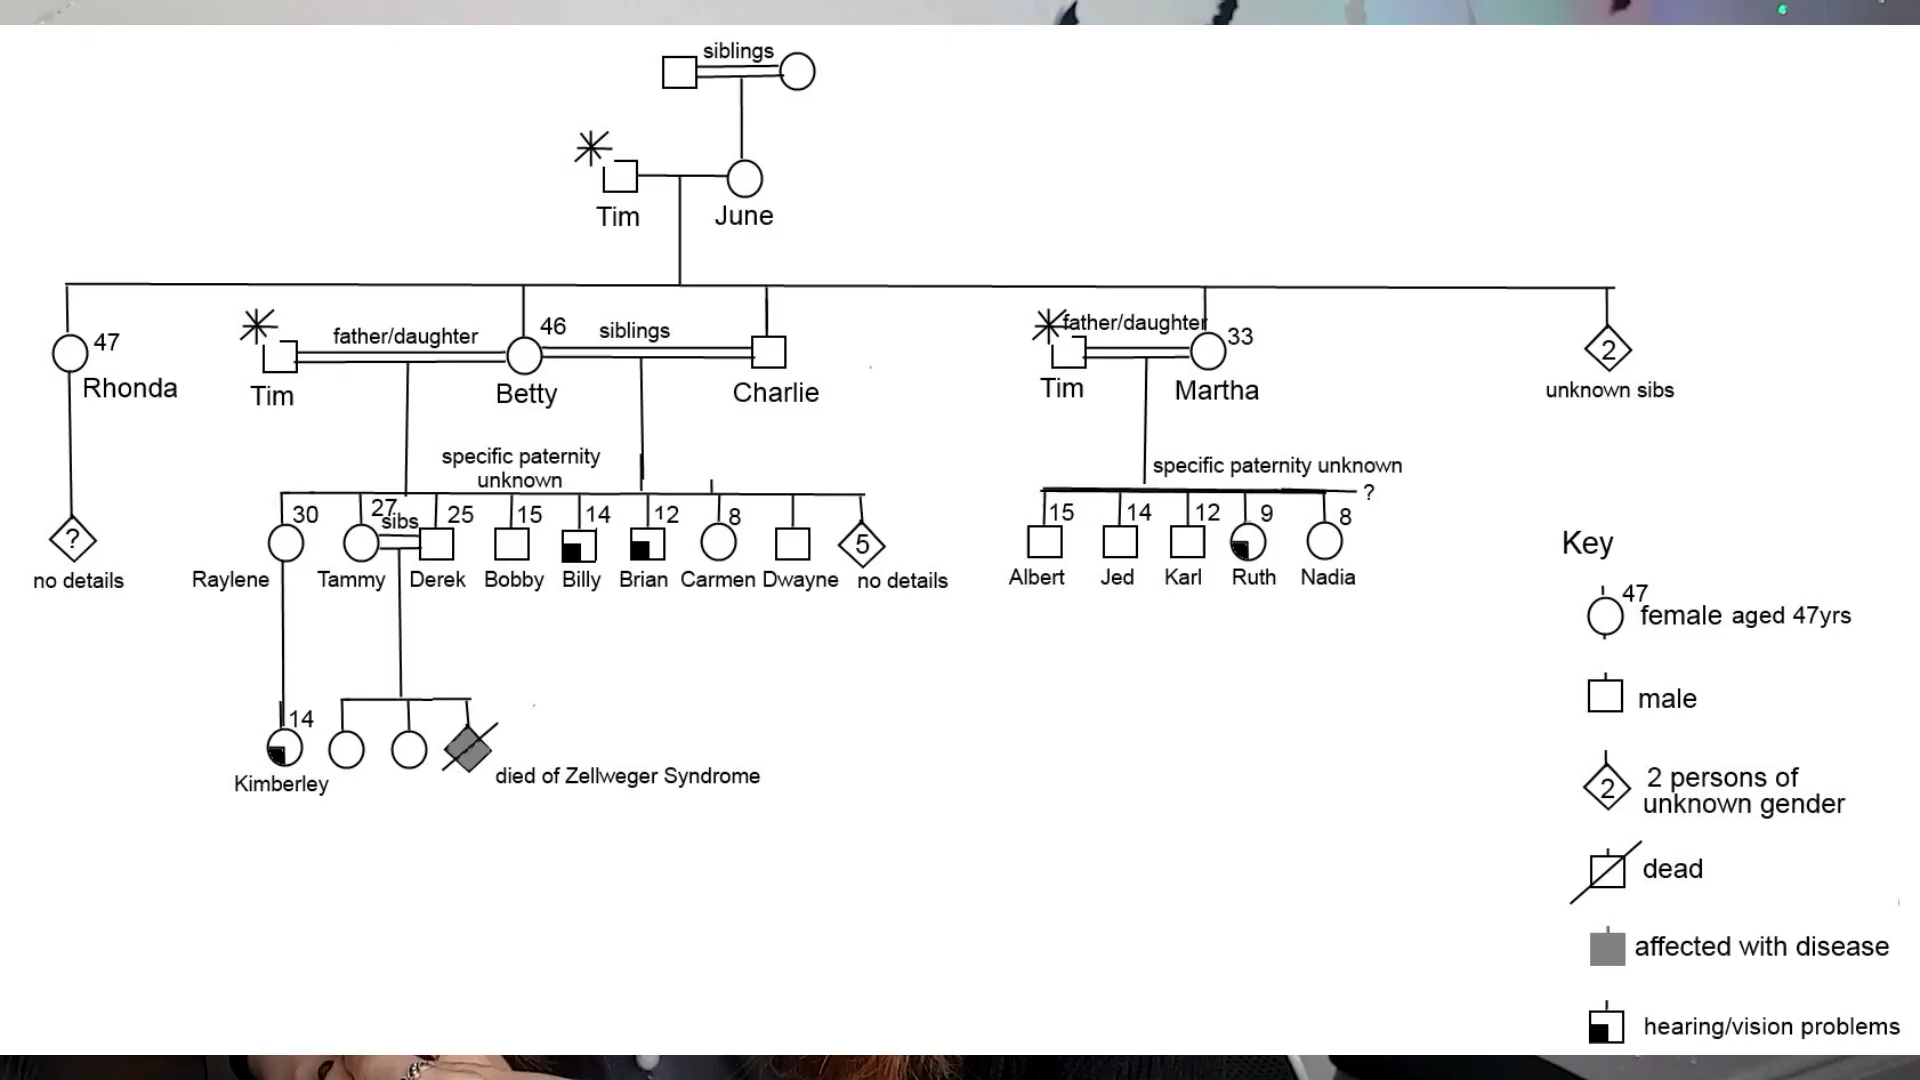 siblings
Tim
June
47
Rhonda
father/daughter
46
siblings
Tim
Betty
Charlie
father/daughter
33
Tim
Martha
2
unknown sibs
specific paternity
unknown
specific paternity unknown
?
?
no details
30
27
sibs
25
15
14
12
8
5
Raylene
Tammy
Derek
Bobby
Billy
Brian
Carmen
Dwayne
no details
15
14
12
9
8
Albert
Jed
Karl
Ruth
Nadia
14
Kimberley
died of Zellweger Syndrome
Key
47
female aged 47yrs
male
2
2 persons of
unknown gender
dead
affected with disease
hearing/vision problems